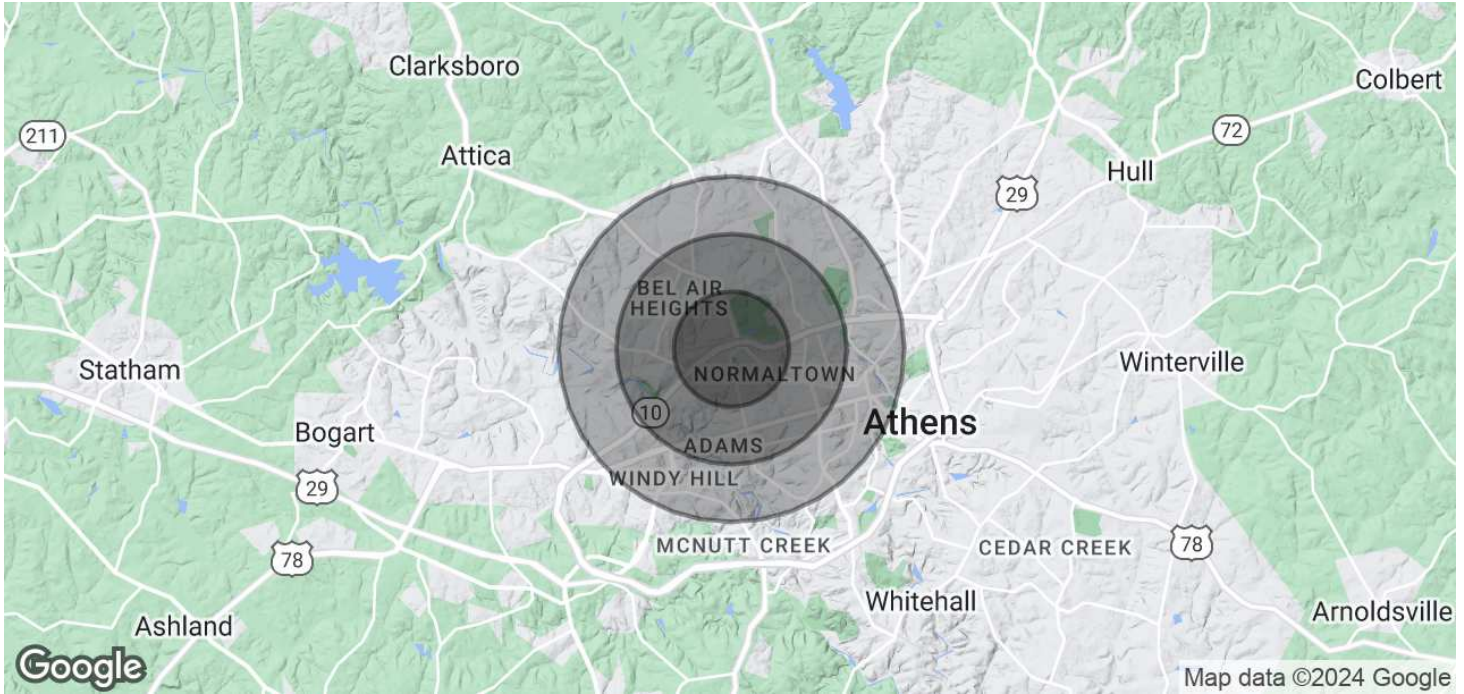 Clarksboro
Colbert
211
72
Attica
Hull
29
BEL AIR
HEIGHTS
Statham
Winterville
NORMALTOWN
10
Athens
Bogart
ADAMS
WINDY HILL
29
MCNUTT CREEK
CEDAR CREEK
78
78
Whitehall
Arnoldsville
Ashland
Google
Map data ©2024 Google